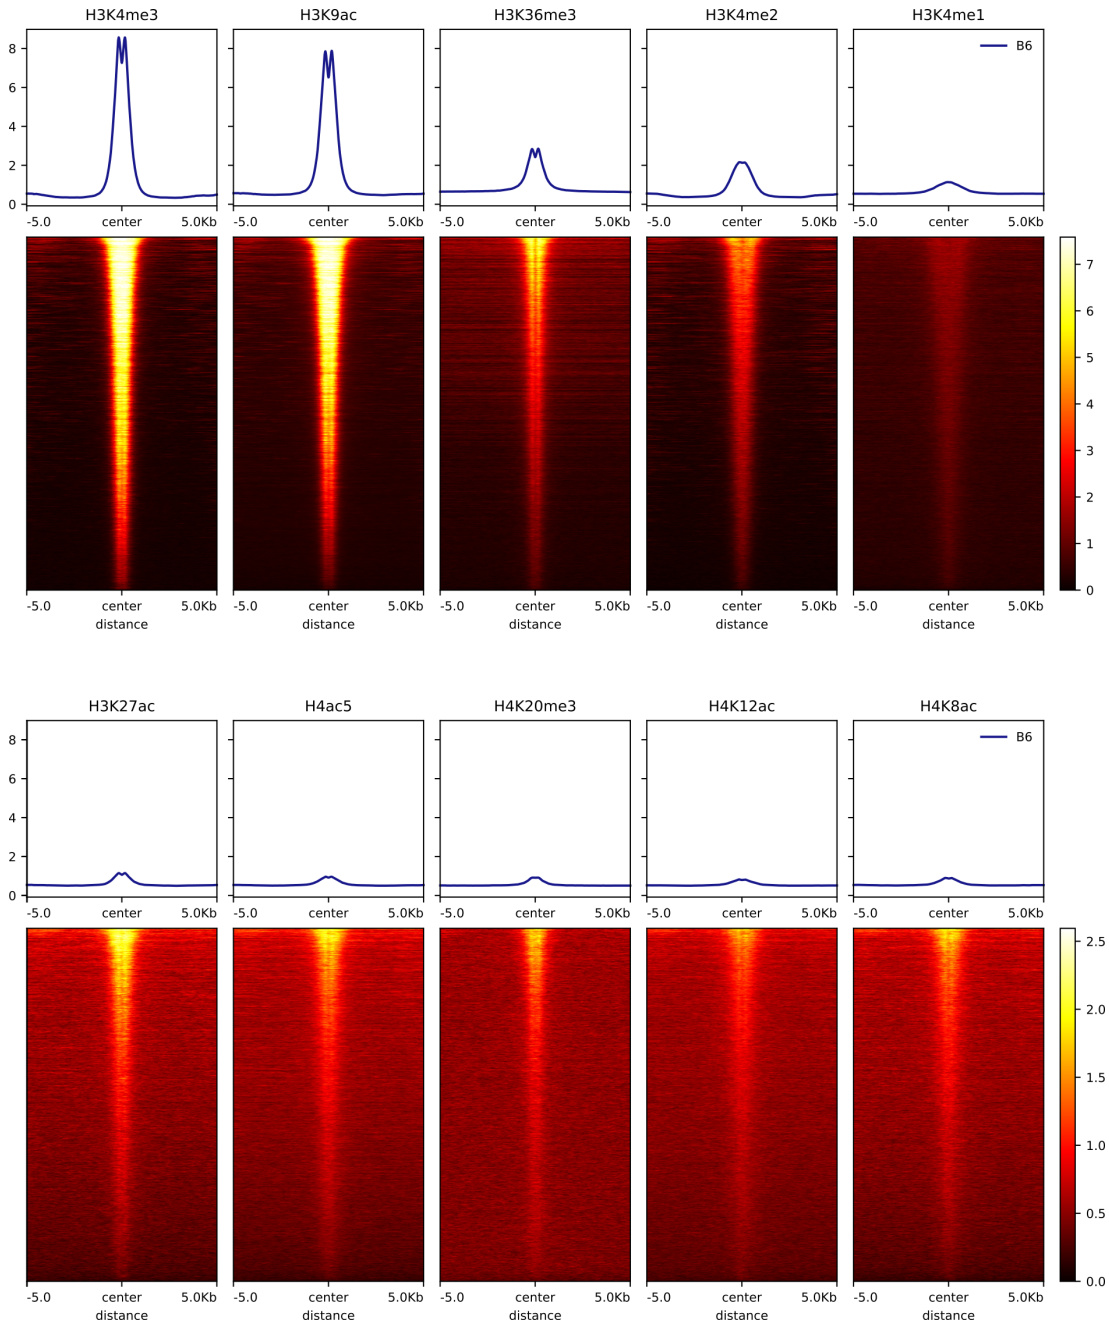 H3K4me3 H3K9ac H3K36me3 H3K4me2 H3K4me1
B6
8
6
4
2
0
-5.0 center 5.0Kb -5.0 center 5.0Kb -5.0 center 5.0Kb -5.0 center 5.0Kb -5.0 center 5.0Kb
7
6
5
4
3
2
1
0
-5.0 center 5.0Kb -5.0 center 5.0Kb -5.0 center 5.0Kb -5.0 center 5.0Kb -5.0 center 5.0Kb
distance distance distance distance distance
H3K27ac H4ac5 H4K20me3 H4K12ac H4K8ac
B6
8
6
4
2
0
-5.0 center 5.0Kb -5.0 center 5.0Kb -5.0 center 5.0Kb -5.0 center 5.0Kb -5.0 center 5.0Kb
2.5
2.0
1.5
1.0
0.5
0.0
-5.0 center 5.0Kb -5.0 center 5.0Kb -5.0 center 5.0Kb -5.0 center 5.0Kb -5.0 center 5.0Kb
distance distance distance distance distance